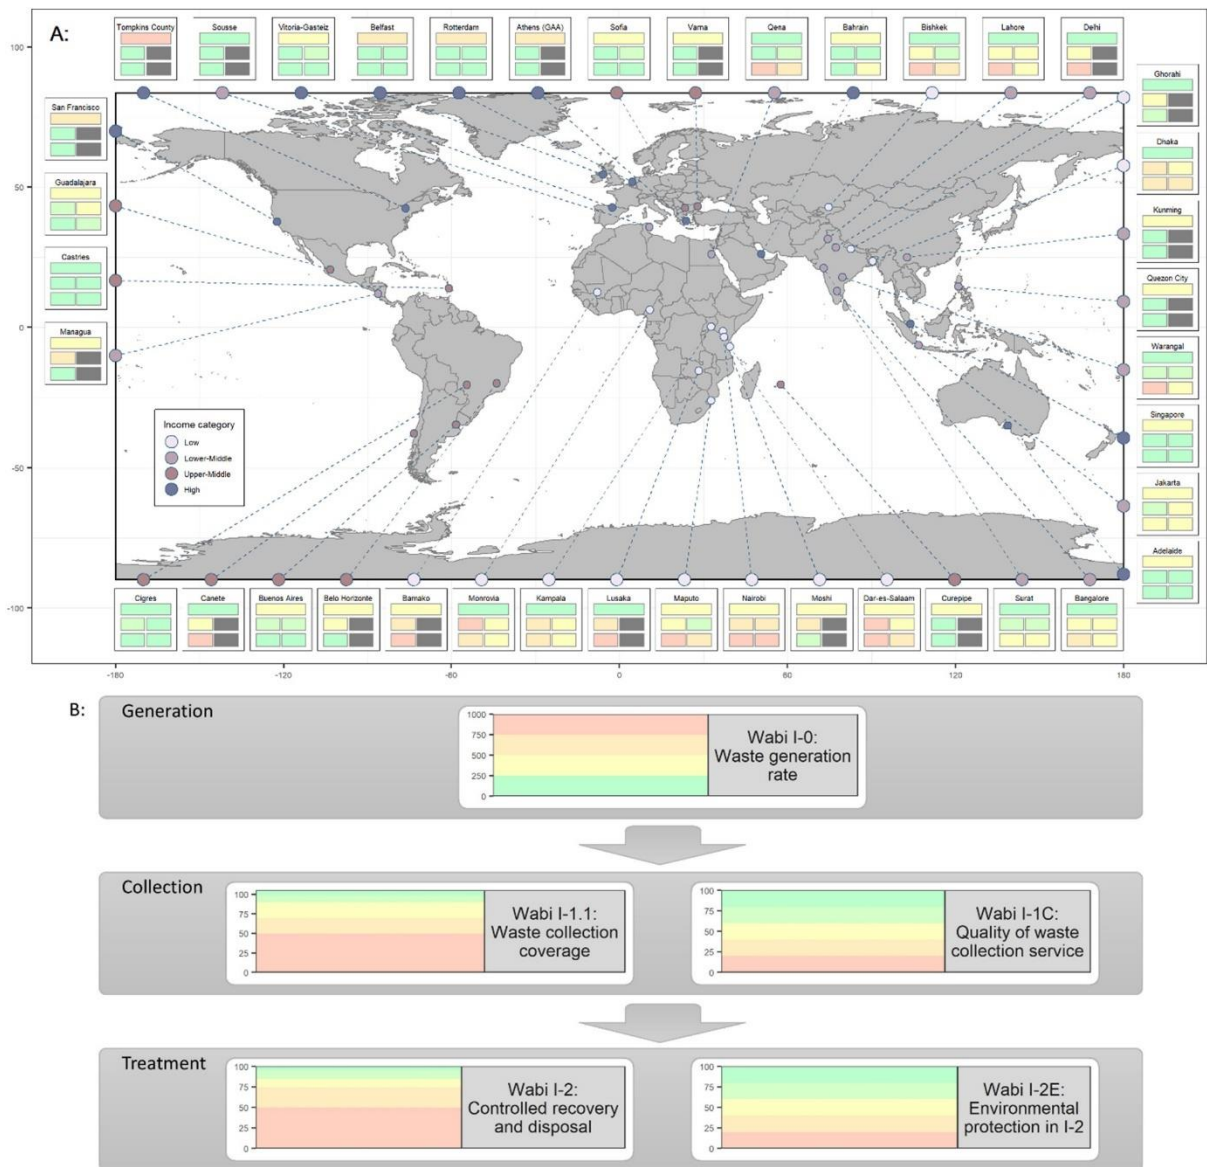 A:
Tompkins County
Sousse
Vitoria-Gasteiz
Belfast
Rotterdam
Athens (GAA)
Sofia
Varna
Qena
Bahrain
Bishkek
Lahore
Delhi
100
50
0
-50
-100
San Francisco
Guadalajara
Castries
Managua
Ghorahi
Dhaka
Kunming
Quezon City
Warangal
Singapore
Jakarta
Adelaide
Income category
Low
Lower-Middle
Upper-Middle
High
Cigres
Canete
Buenos Aires
Belo Horizonte
Bamako
Monrovia
Kampala
Lusaka
Maputo
Nairobi
Moshi
Dar-es-Salaam
Curepipe
Surat
Bangalore
-180
-120
-60
0
60
120
180
B:
Generation
1000
750
500
250
0
Wabi I-0:
Waste generation
rate
Collection
100
75
50
25
0
Wabi I-1.1:
Waste collection
coverage
100
75
50
25
0
Wabi I-1C:
Quality of waste
collection service
Treatment
100
75
50
25
0
Wabi I-2:
Controlled recovery
and disposal
100
75
50
25
0
Wabi I-2E:
Environmental
protection in I-2